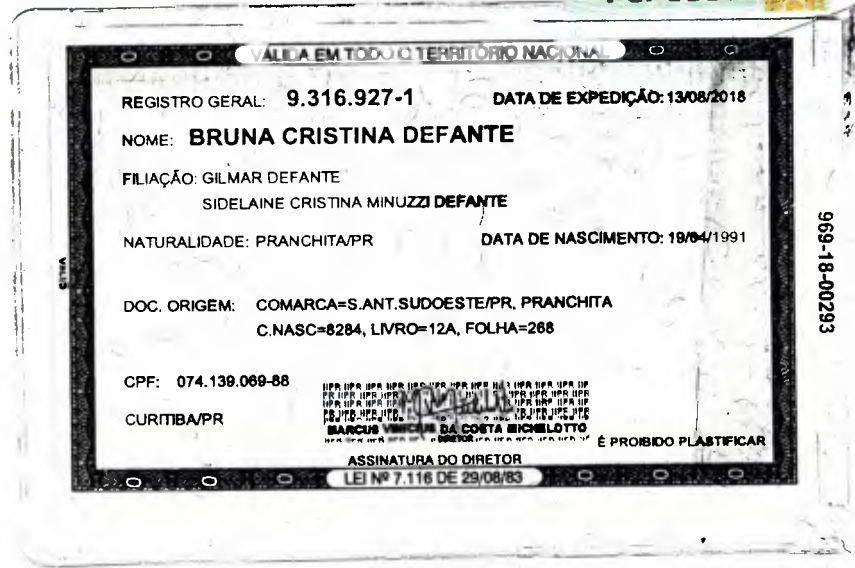 VÁLIDA EM TODO O TERRITÓRIO NACIONAL
REGISTRO GERAL: 9.316.927-1 DATA DE EXPEDIÇÃO: 13/08/2018
NOME: BRUNA CRISTINA DEFANTE
FILIAÇÃO: GILMAR DEFANTE
SIDELAINE CRISTINA MINUZZI DEFANTE
NATURALIDADE: PRANCHITA/PR DATA DE NASCIMENTO: 19/04/1991
DOC. ORIGEM: COMARCA=S.ANT.SUDOESTE/PR, PRANCHITA
C.NASC=8284, LIVRO=12A, FOLHA=268
CPF: 074.139.069-88
CURITIBA/PR
MARCUS VINICIUS DA COSTA MICHELOTTO
DIRETOR
É PROIBIDO PLASTIFICAR
ASSINATURA DO DIRETOR
LEI Nº 7.116 DE 29/08/83
969-18-00293